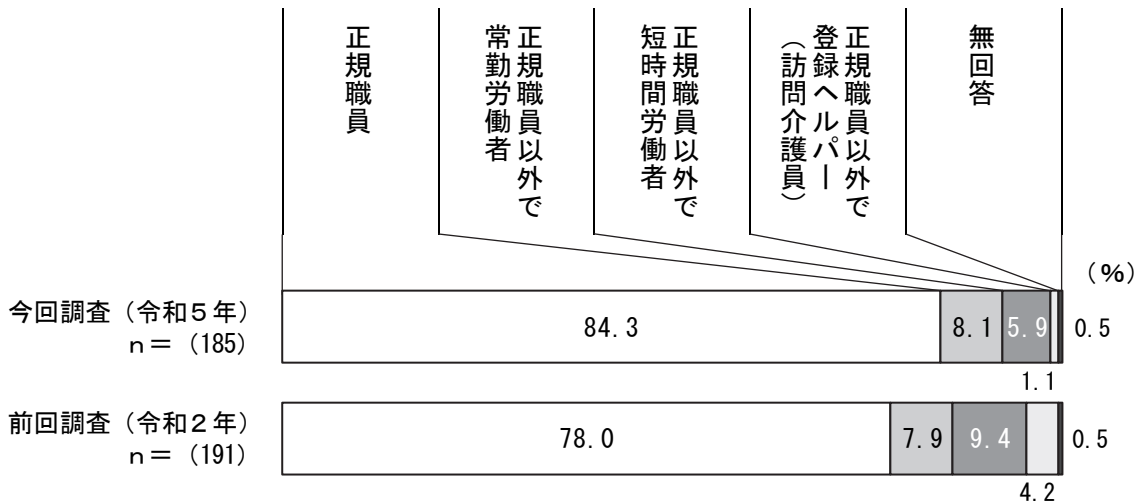 正規職員
正規職員以外で
常勤労働者
正規職員以外で
短時間労働者
正規職員以外で
登録ヘルパー
（訪問介護員）
無回答
（％）
今回調査（令和５年）
ｎ＝（185）
84.3
8.1
5.9
0.5
1.1
前回調査（令和２年）
ｎ＝（191）
78.0
7.9
9.4
0.5
4.2